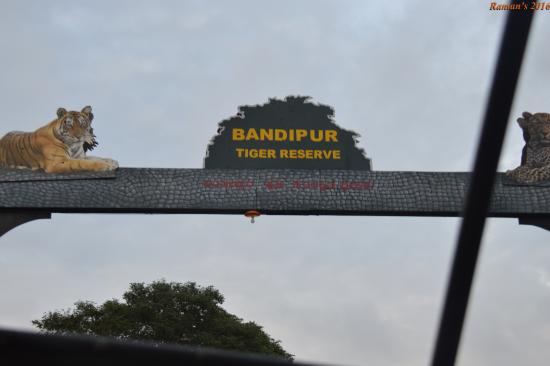 Raman's 2016
BANDIPUR
TIGER RESERVE